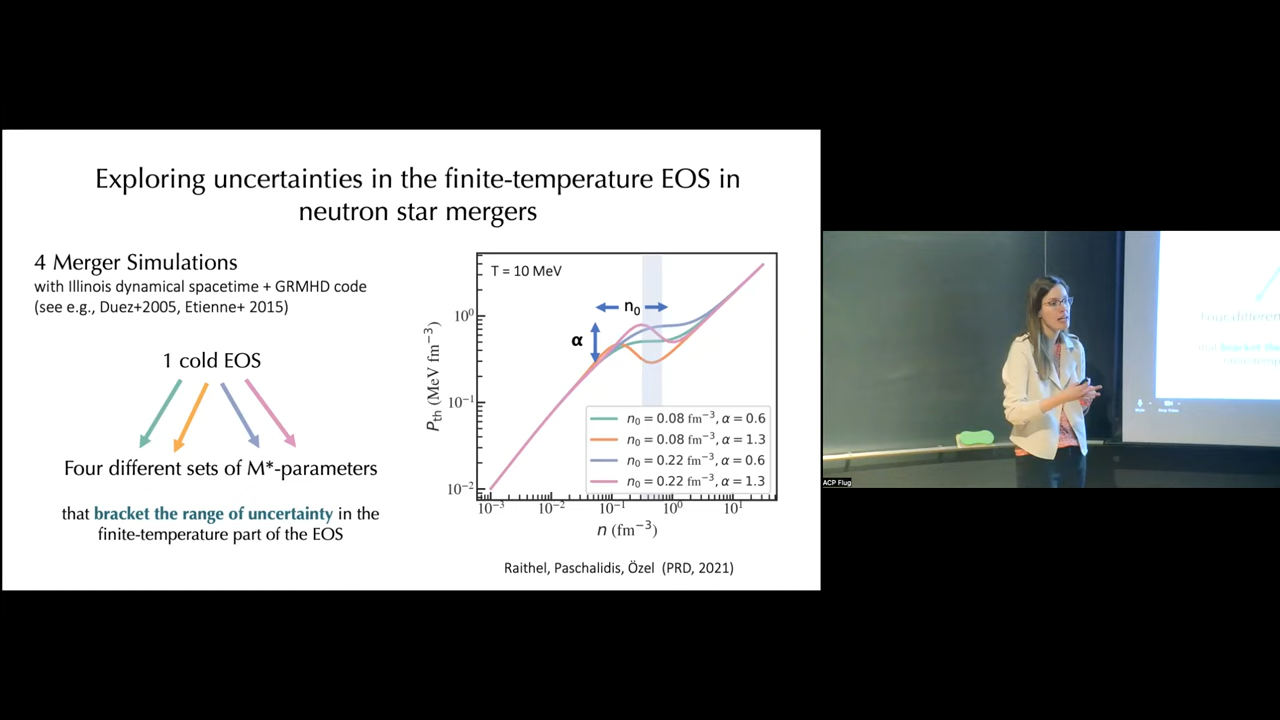 Exploring uncertainties in the finite-temperature EOS in
neutron star mergers
4 Merger Simulations
with Illinois dynamical spacetime + GRMHD code
(see e.g., Duez+2005, Etienne+ 2015)
1 cold EOS
Four different sets of M*-parameters
that bracket the range of uncertainty in the
finite-temperature part of the EOS
T = 10 MeV
n₀
α
10⁰
10⁻¹
10⁻²
P_th (MeV fm⁻³)
n₀ = 0.08 fm⁻³, α = 0.6
n₀ = 0.08 fm⁻³, α = 1.3
n₀ = 0.22 fm⁻³, α = 0.6
n₀ = 0.22 fm⁻³, α = 1.3
10⁻³ 10⁻² 10⁻¹ 10⁰ 10¹
n (fm⁻³)
Raithel, Paschalidis, Özel (PRD, 2021)
Four differen
ACP Flug